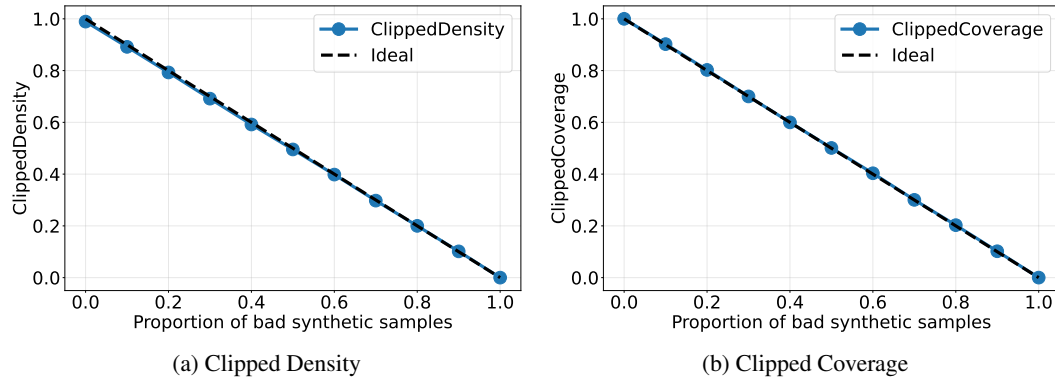 1.0
0.8
0.6
0.4
0.2
0.0
ClippedDensity
ClippedDensity
Ideal
0.0 0.2 0.4 0.6 0.8 1.0
Proportion of bad synthetic samples
(a) Clipped Density
1.0
0.8
0.6
0.4
0.2
0.0
ClippedCoverage
ClippedCoverage
Ideal
0.0 0.2 0.4 0.6 0.8 1.0
Proportion of bad synthetic samples
(b) Clipped Coverage